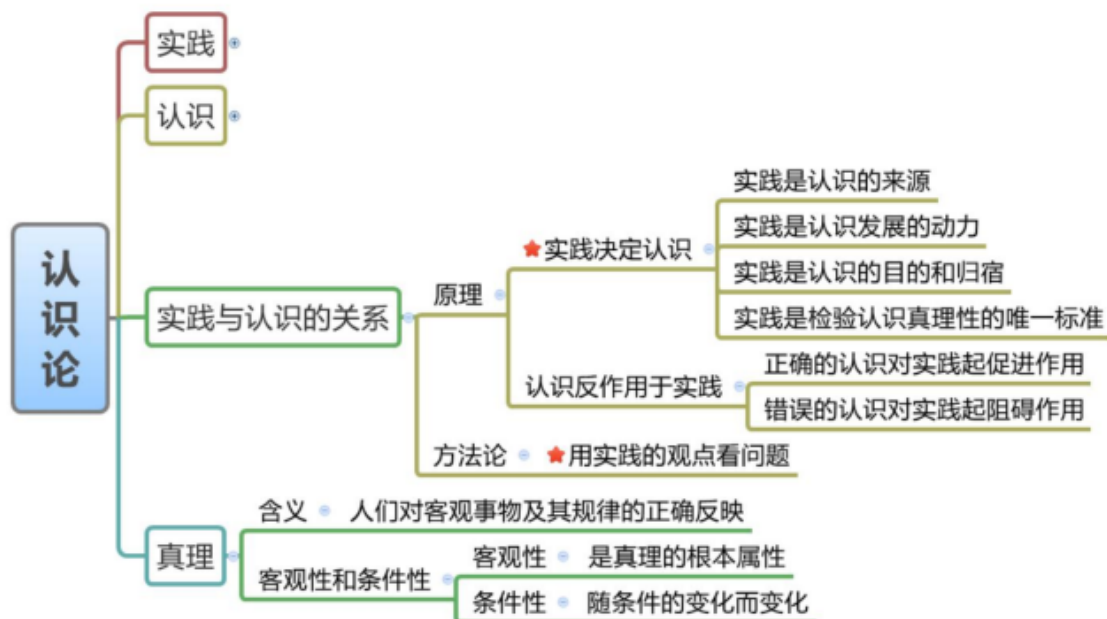 认识论
实践
认识
实践与认识的关系
原理
实践决定认识
实践是认识的来源
实践是认识发展的动力
实践是认识的目的和归宿
实践是检验认识真理性的唯一标准
认识反作用于实践
正确的认识对实践起促进作用
错误的认识对实践起阻碍作用
方法论
用实践的观点看问题
真理
含义
人们对客观事物及其规律的正确反映
客观性和条件性
客观性
是真理的根本属性
条件性
随条件的变化而变化